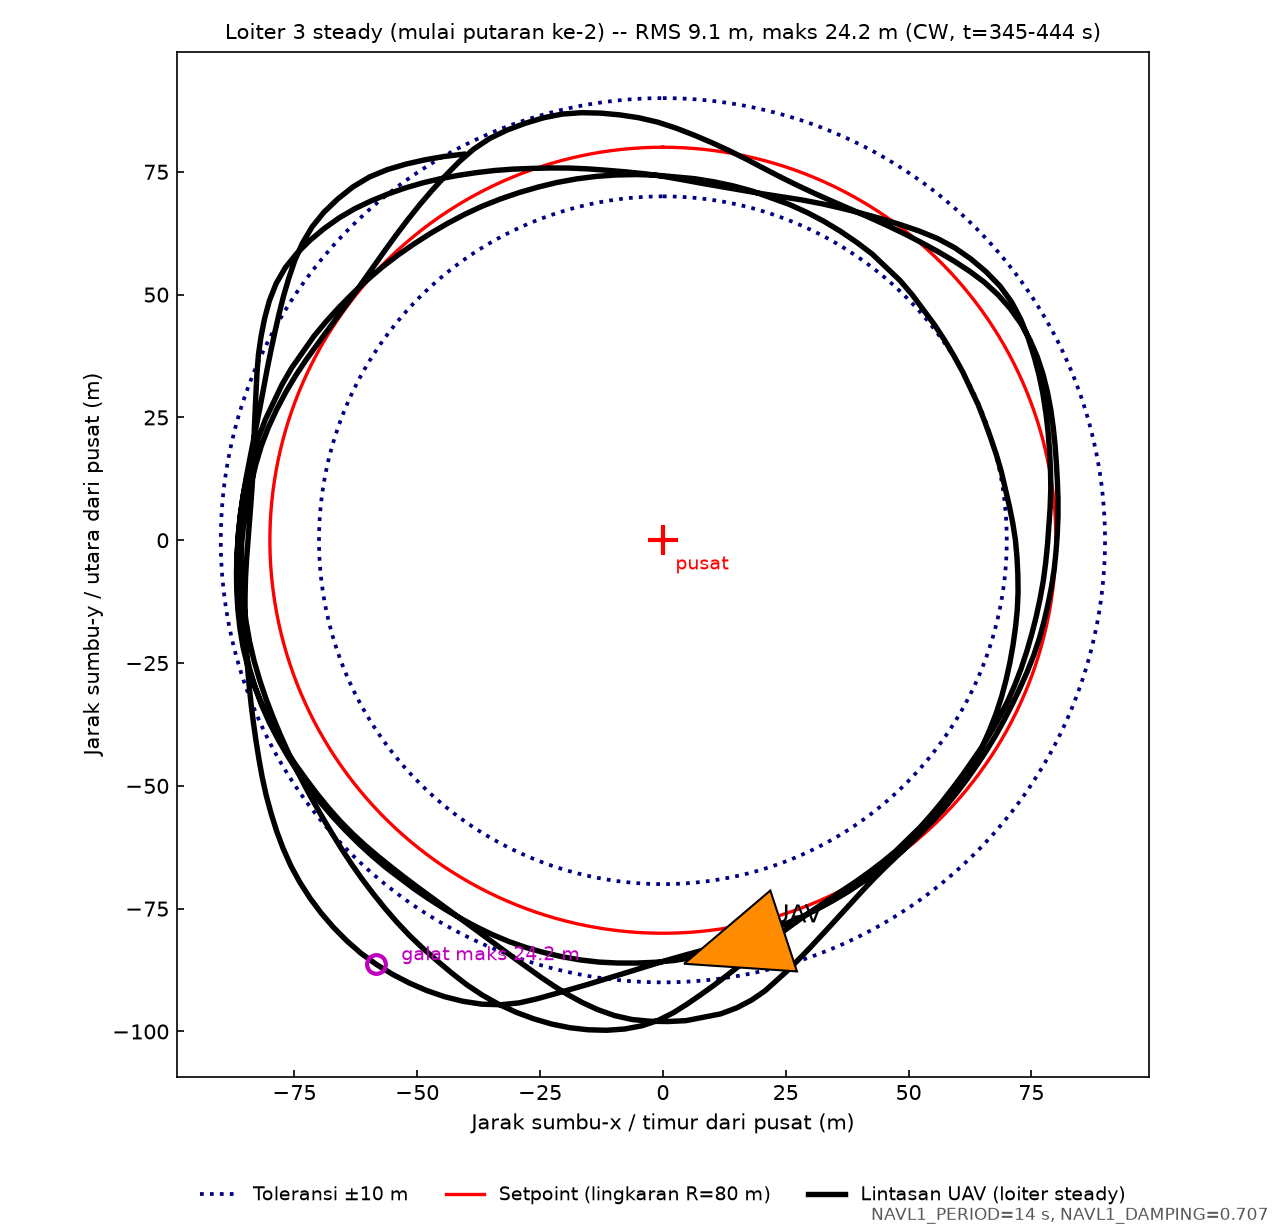 Loiter 3 steady (mulai putaran ke-2) -- RMS 9.1 m, maks 24.2 m (CW, t=345-444 s)
Jarak sumbu-y / utara dari pusat (m)
75
50
25
0
−25
−50
−75
−100
pusat
UAV
galat maks 24.2 m
−75 −50 −25 0 25 50 75
Jarak sumbu-x / timur dari pusat (m)
Toleransi ±10 m Setpoint (lingkaran R=80 m) Lintasan UAV (loiter steady)
NAVL1_PERIOD=14 s, NAVL1_DAMPING=0.707